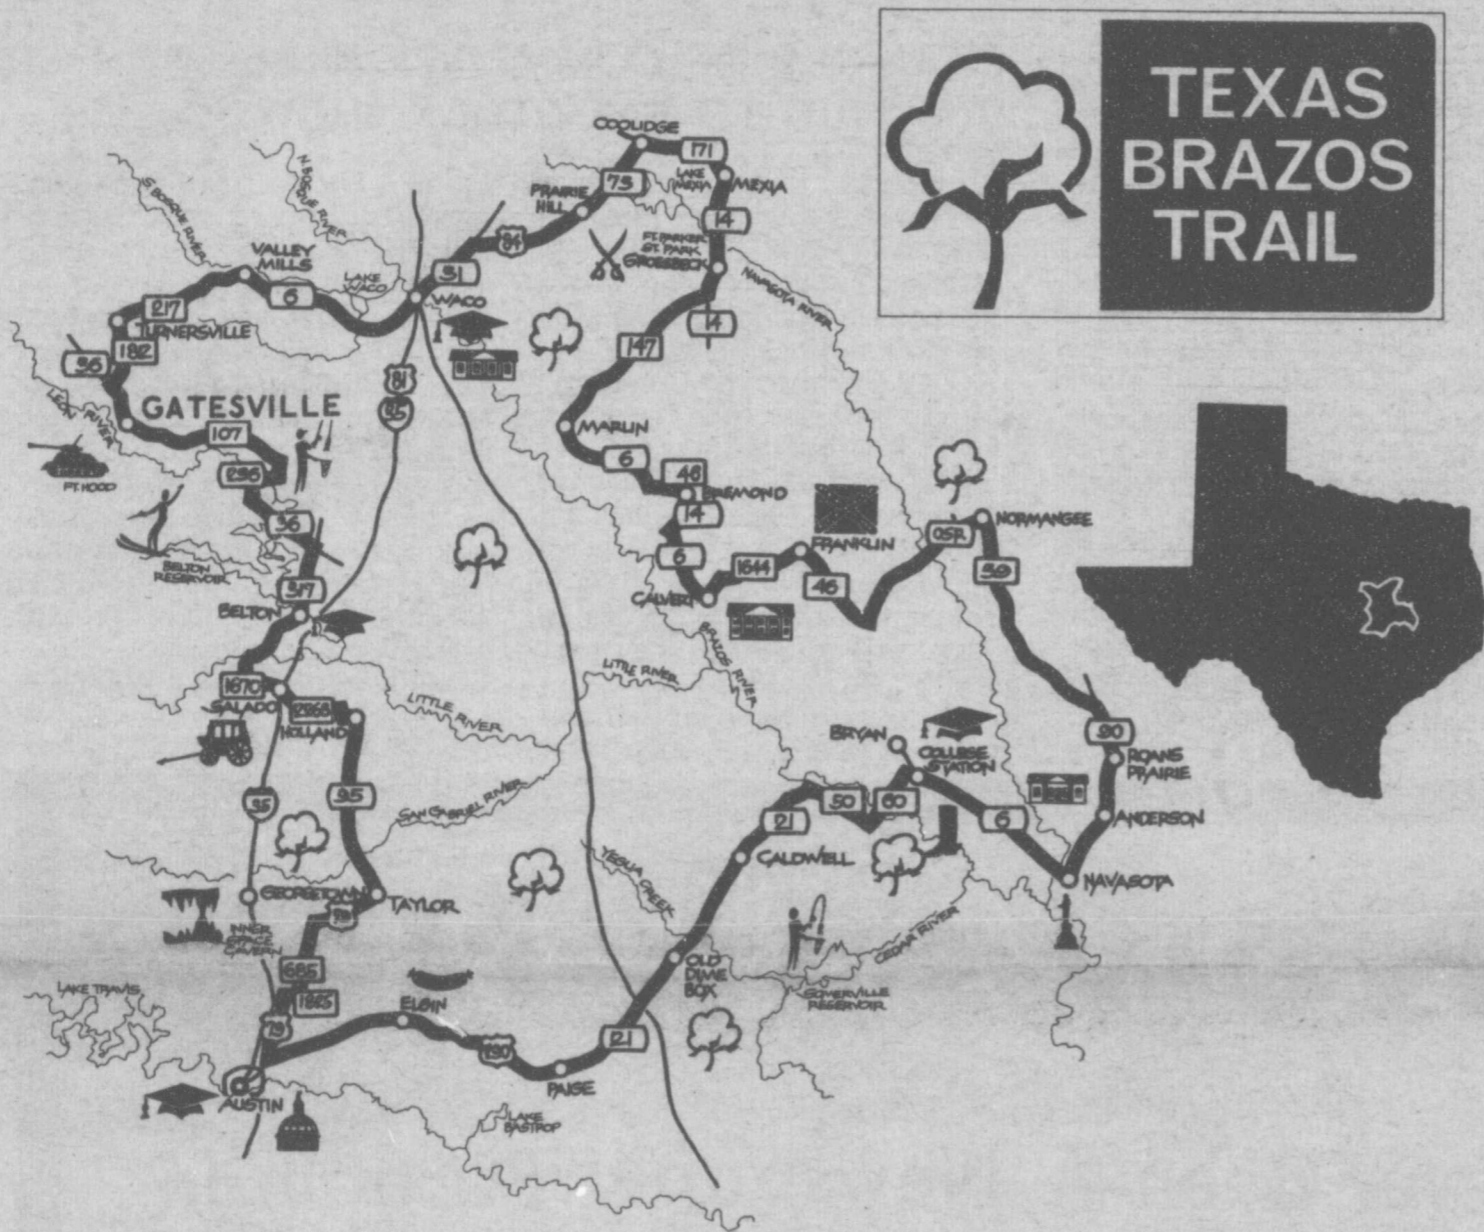 TEXAS
BRAZOS
TRAIL
COOLIDGE
171
73
LAKE
MEXIA
MEXIA
PRAIRIE
HILL
14
84
FT. PARKER
ST. PARK
GROESBECK
31
N. BOSQUE RIVER
S. BOSQUE RIVER
VALLEY
MILLS
LAKE
WACO
6
WACO
NAVASOTA RIVER
217
TURNERSVILLE
182
36
14
147
81
35
LEON RIVER
GATESVILLE
107
MARLIN
FT. HOOD
236
6
46
BREMOND
14
36
FRANKLIN
OSR
NORMANGEE
BELTON
RESERVOIR
6
1644
39
317
46
BELTON
CALVERT
BRAZOS RIVER
LITTLE RIVER
1670
SALADO
2268
HOLLAND
LITTLE RIVER
90
BRYAN
COLLEGE
STATION
ROANS
PRAIRIE
35
95
SAN GABRIEL RIVER
50
60
21
6
ANDERSON
YEGUA CREEK
CALDWELL
NAVASOTA
GEORGETOWN
TAYLOR
79
INNER
SPACE
CAVERN
CEDAR RIVER
685
OLD
DIME
BOX
SOMERVILLE
RESERVOIR
LAKE TRAVIS
1825
ELGIN
79
290
21
PAIGE
AUSTIN
LAKE
BASTROP